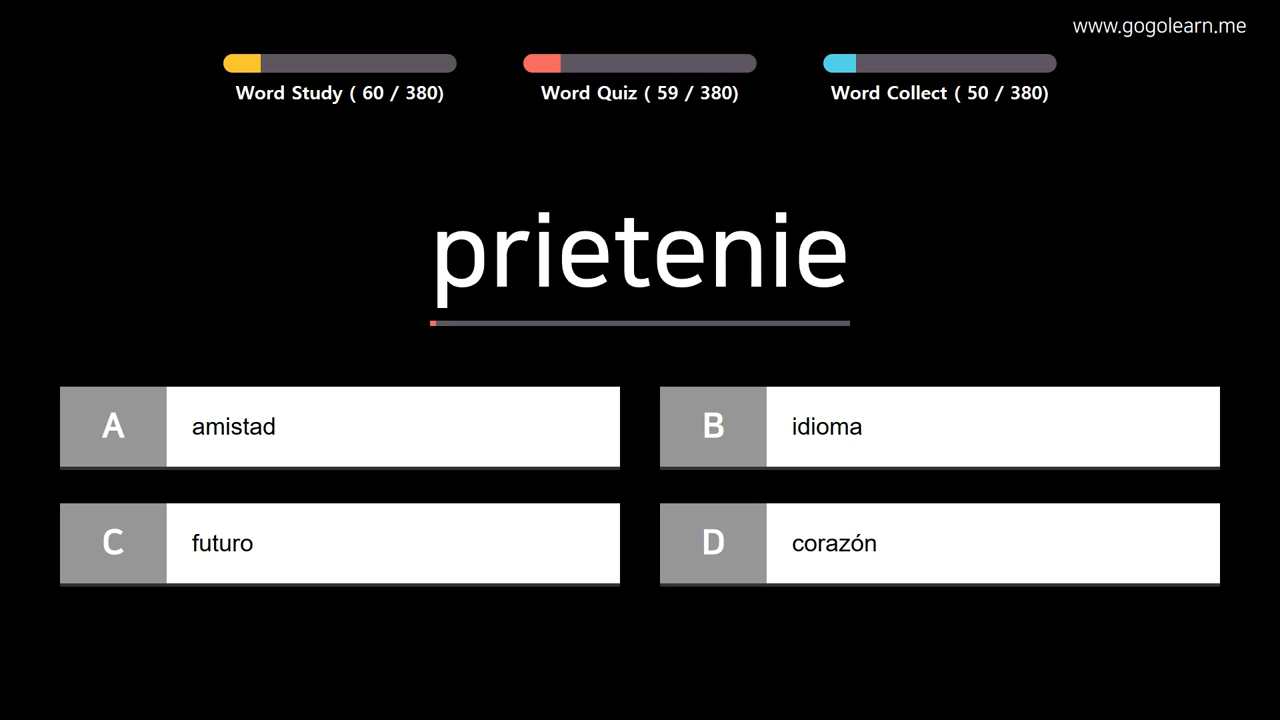 www.gogolearn.me
Word Study ( 60 / 380)
Word Quiz ( 59 / 380)
Word Collect ( 50 / 380)
prietenie
A
amistad
B
idioma
C
futuro
D
corazón